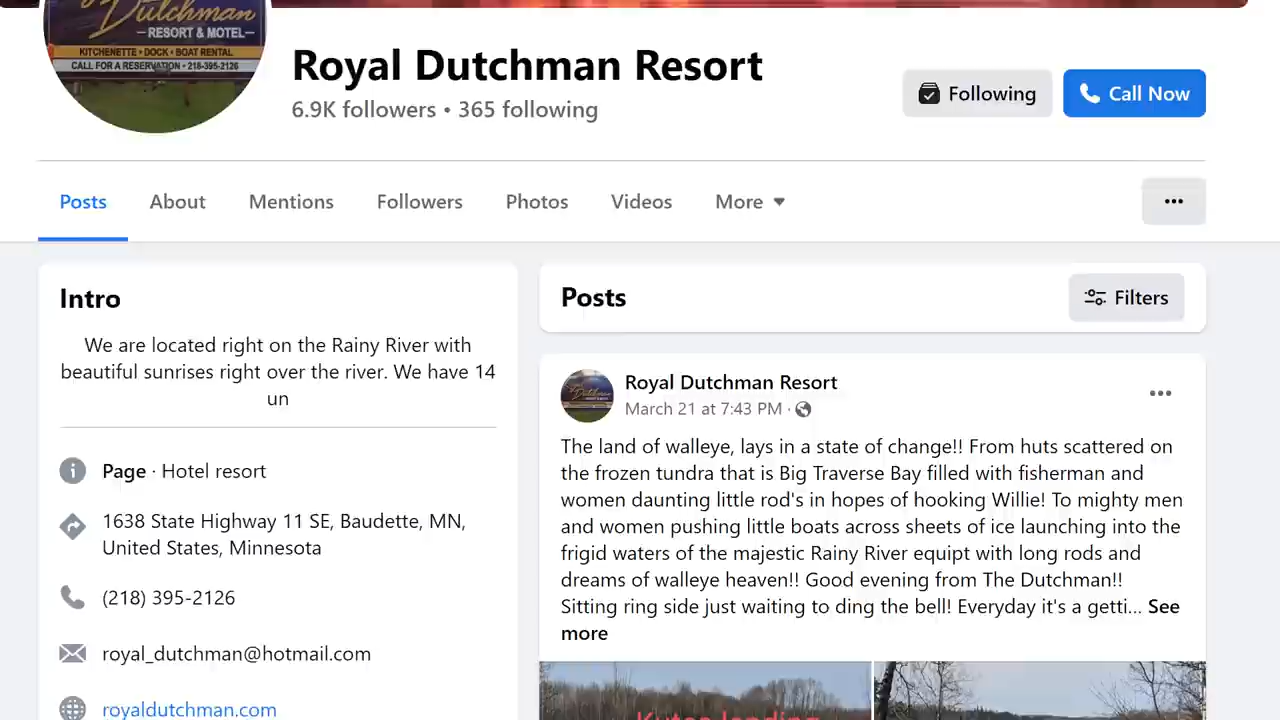 Dutchman
RESORT & MOTEL
KITCHENETTE • DOCK • BOAT RENTAL
CALL FOR A RESERVATION • 218-395-2126
Royal Dutchman Resort
6.9K followers • 365 following
Following
Call Now
Posts
About
Mentions
Followers
Photos
Videos
More
Intro
We are located right on the Rainy River with
beautiful sunrises right over the river. We have 14
un
Page · Hotel resort
1638 State Highway 11 SE, Baudette, MN,
United States, Minnesota
(218) 395-2126
royal_dutchman@hotmail.com
royaldutchman.com
Posts
Filters
Royal Dutchman Resort
March 21 at 7:43 PM ·
The land of walleye, lays in a state of change!! From huts scattered on
the frozen tundra that is Big Traverse Bay filled with fisherman and
women daunting little rod's in hopes of hooking Willie! To mighty men
and women pushing little boats across sheets of ice launching into the
frigid waters of the majestic Rainy River equipt with long rods and
dreams of walleye heaven!! Good evening from The Dutchman!!
Sitting ring side just waiting to ding the bell! Everyday it's a getti... See
more